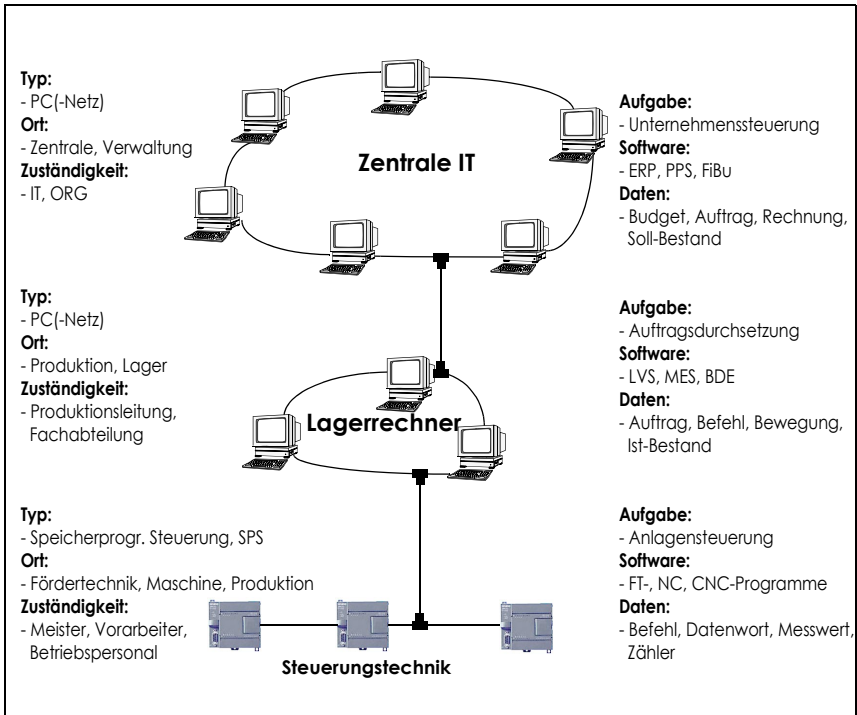 Typ:
- PC(-Netz)
Ort:
- Zentrale, Verwaltung
Zuständigkeit:
- IT, ORG
Zentrale IT
Aufgabe:
- Unternehmenssteuerung
Software:
- ERP, PPS, FiBu
Daten:
- Budget, Auftrag, Rechnung,
Soll-Bestand
Typ:
- PC(-Netz)
Ort:
- Produktion, Lager
Zuständigkeit:
- Produktionsleitung,
Fachabteilung
Lagerrechner
Aufgabe:
- Auftragsdurchsetzung
Software:
- LVS, MES, BDE
Daten:
- Auftrag, Befehl, Bewegung,
Ist-Bestand
Typ:
- Speicherprogr. Steuerung, SPS
Ort:
- Fördertechnik, Maschine, Produktion
Zuständigkeit:
- Meister, Vorarbeiter,
Betriebspersonal
Steuerungstechnik
Aufgabe:
- Anlagensteuerung
Software:
- FT-, NC, CNC-Programme
Daten:
- Befehl, Datenwort, Messwert,
Zähler